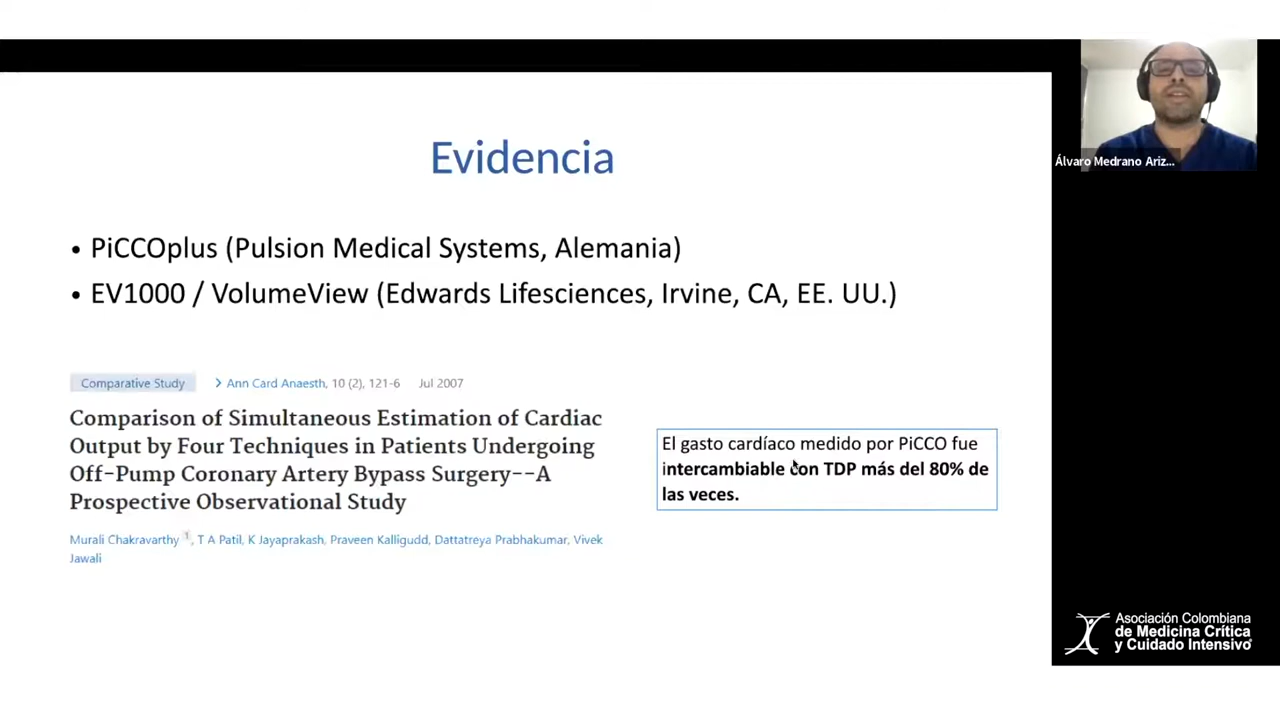 Evidencia
• PiCCOplus (Pulsion Medical Systems, Alemania)
• EV1000 / VolumeView (Edwards Lifesciences, Irvine, CA, EE. UU.)
Comparative Study > Ann Card Anaesth, 10 (2), 121-6 Jul 2007
Comparison of Simultaneous Estimation of Cardiac
Output by Four Techniques in Patients Undergoing
Off-Pump Coronary Artery Bypass Surgery--A
Prospective Observational Study
Murali Chakravarthy 1, T A Patil, K Jayaprakash, Praveen Kalligudd, Dattatreya Prabhakumar, Vivek
Jawali
El gasto cardíaco medido por PiCCO fue
intercambiable con TDP más del 80% de
las veces.
Álvaro Medrano Ariz...
Asociación Colombiana
de Medicina Crítica
y Cuidado Intensivo